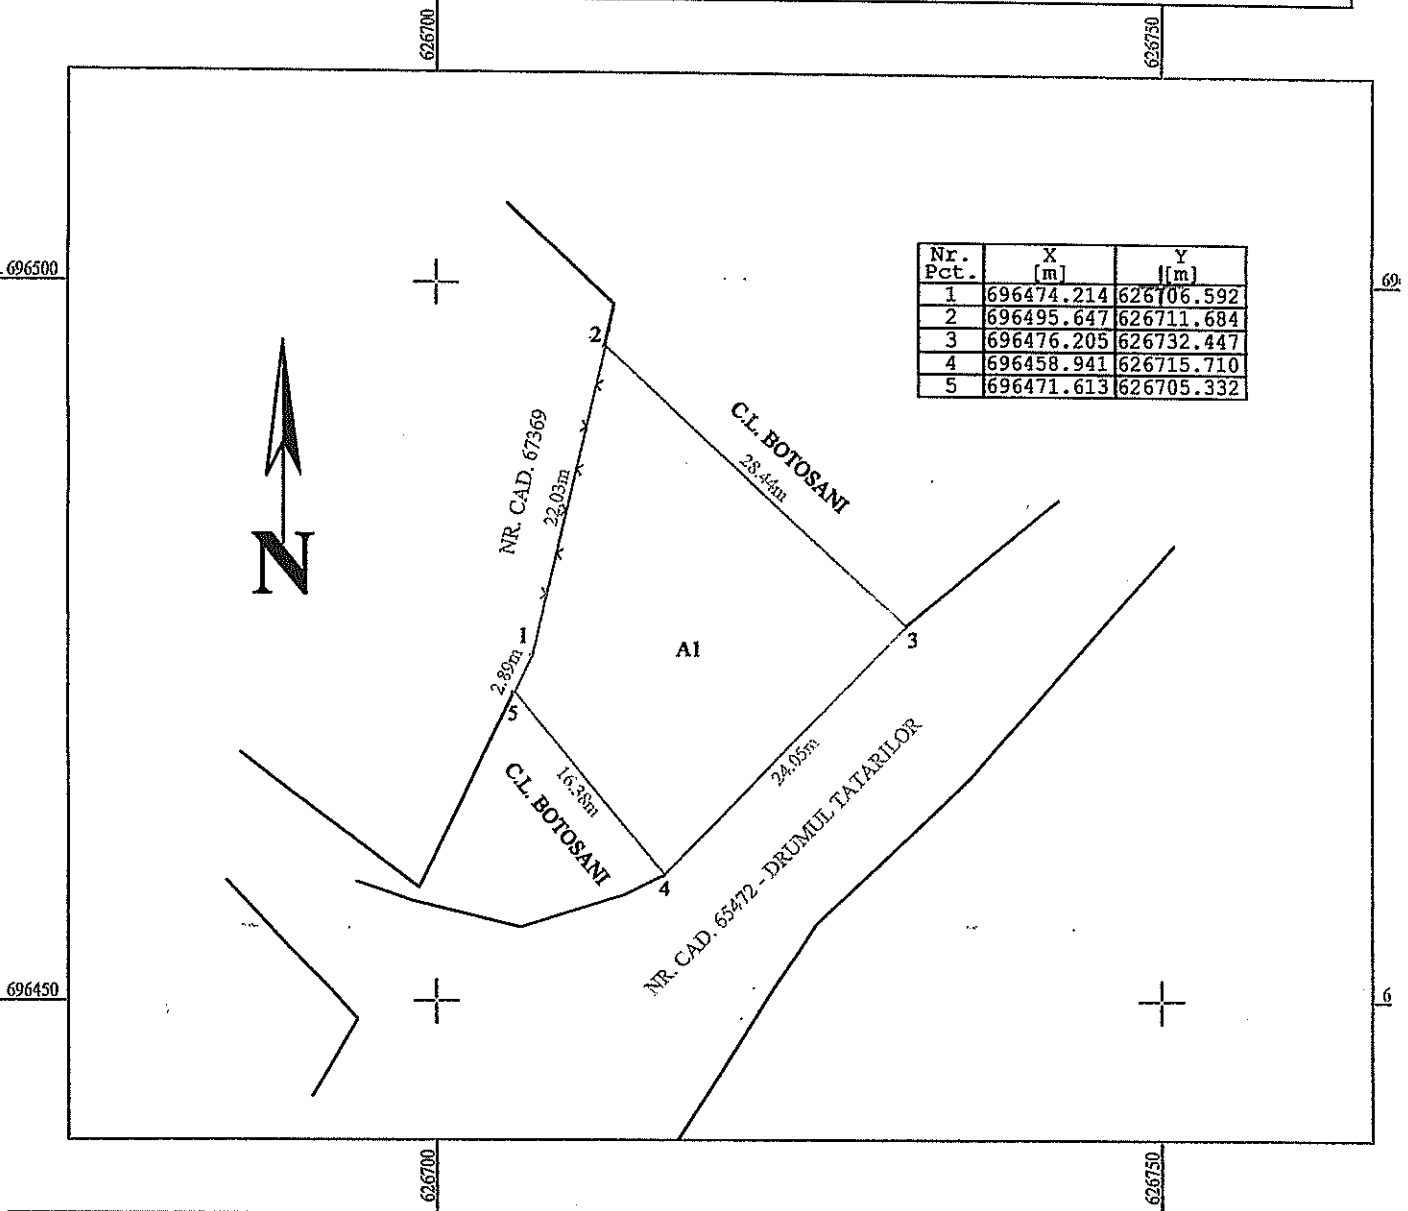 626700
626750
696500
69
Nr. Pct. X [m] Y [m]
1 696474.214 626706.592
2 696495.647 626711.684
3 696476.205 626732.447
4 696458.941 626715.710
5 696471.613 626705.332
2
C.L. BOTOSANI
28.44m
NR. CAD. 67369
22.03m
N
1
A1
3
2.89m
5
24.05m
16.38m
C.L. BOTOSANI
4
NR. CAD. 65472 - DRUMUL TATARILOR
696450
6
626700
626750